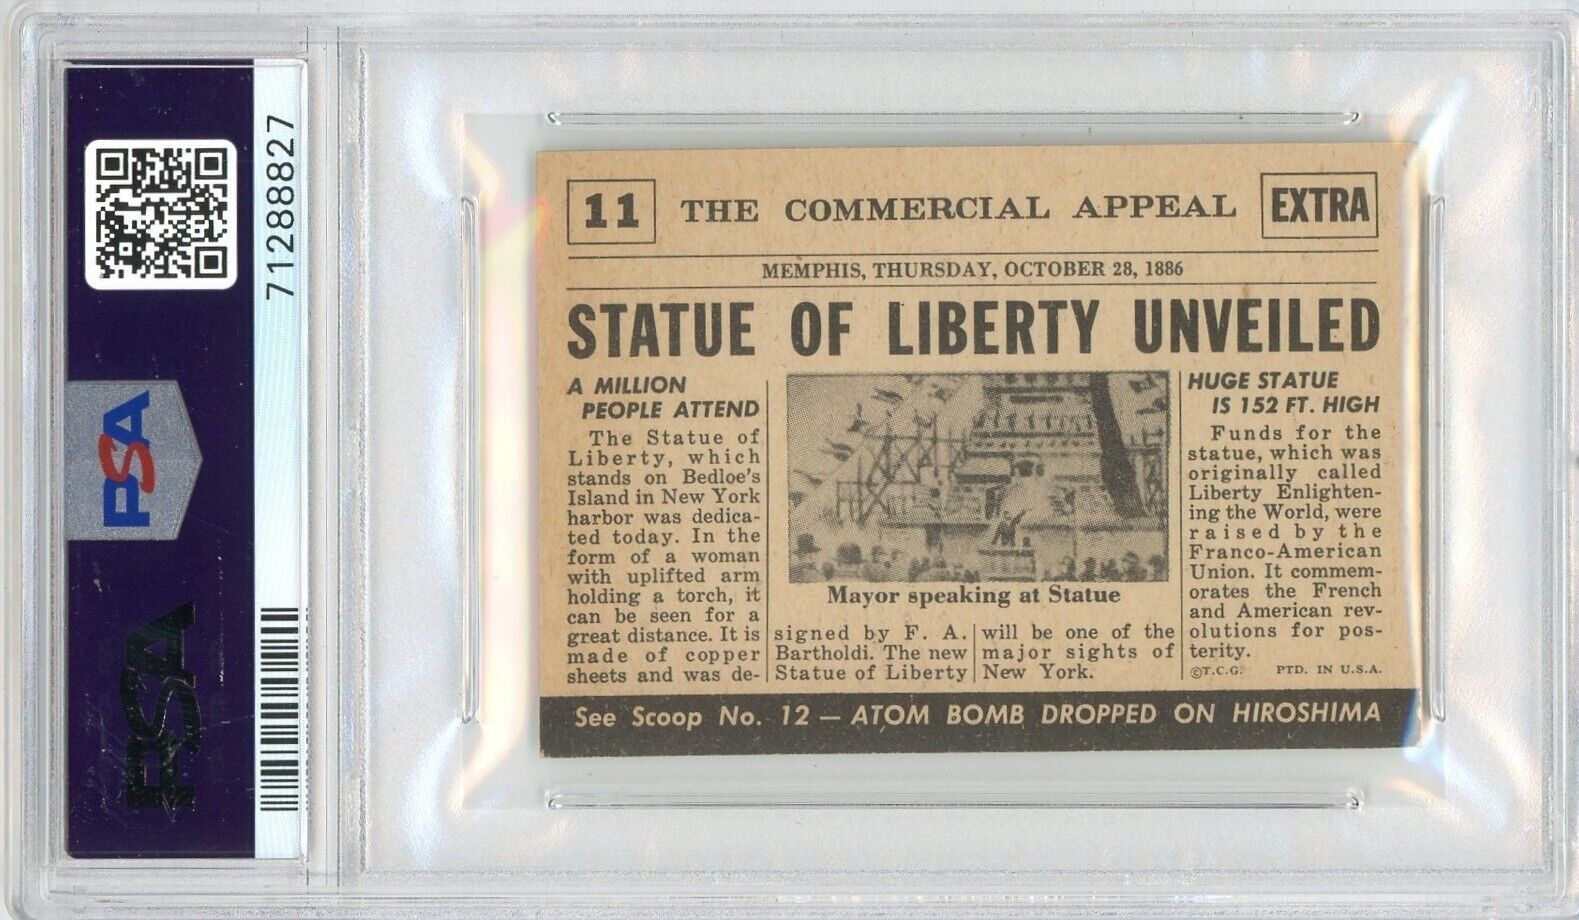 71288827
PSA
PSA
11 THE COMMERCIAL APPEAL EXTRA
MEMPHIS, THURSDAY, OCTOBER 28, 1886
STATUE OF LIBERTY UNVEILED
A MILLION
PEOPLE ATTEND
The Statue of
Liberty, which
stands on Bedloe's
Island in New York
harbor was dedica-
ted today. In the
form of a woman
with uplifted arm
holding a torch, it
can be seen for a
great distance. It is
made of copper
sheets and was de-
Mayor speaking at Statue
signed by F. A.
Bartholdi. The new
Statue of Liberty
will be one of the
major sights of
New York.
HUGE STATUE
IS 152 FT. HIGH
Funds for the
statue, which was
originally called
Liberty Enlighten-
ing the World, were
raised by the
Franco-American
Union. It commem-
orates the French
and American rev-
olutions for pos-
terity.
©T.C.G. PTD. IN U.S.A.
See Scoop No. 12 — ATOM BOMB DROPPED ON HIROSHIMA